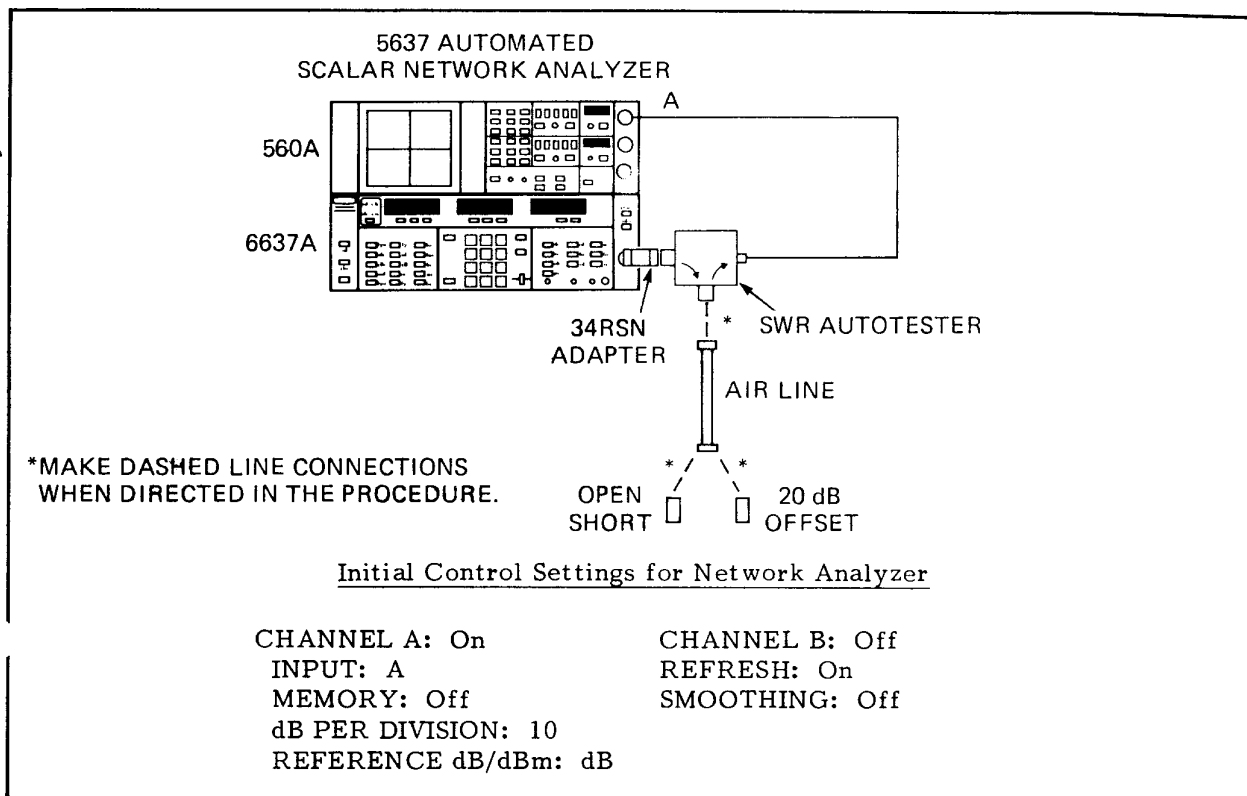 5637 AUTOMATED
SCALAR NETWORK ANALYZER
A
560A
6637A
34RSN
ADAPTER
* SWR AUTOTESTER
AIR LINE
*MAKE DASHED LINE CONNECTIONS
WHEN DIRECTED IN THE PROCEDURE.
* *
OPEN
SHORT
20 dB
OFFSET
Initial Control Settings for Network Analyzer
CHANNEL A: On
INPUT: A
MEMORY: Off
dB PER DIVISION: 10
REFERENCE dB/dBm: dB
CHANNEL B: Off
REFRESH: On
SMOOTHING: Off